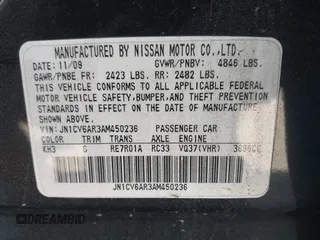 MANUFACTURED BY NISSAN MOTOR CO.,LTD.
DATE: 11/09 GVWR/PNBV: 4846 LBS.
GAWR/PNBE FR: 2423 LBS. RR: 2482 LBS.
THIS VEHICLE CONFORMS TO ALL APPLICABLE FEDERAL
MOTOR VEHICLE SAFETY, BUMPER, AND THEFT PREVENTION
STANDARDS IN EFFECT ON THE DATE OF MANUFACTURE
SHOWN ABOVE.
VIN: JN1CV6AR3AM450236 PASSENGER CAR
COLOR TRIM TRANS AXLE ENGINE
KH3 G RE7R01A RC33 VQ37(VHR) 3696CC
JN1CV6AR3AM450236
DREAMBID